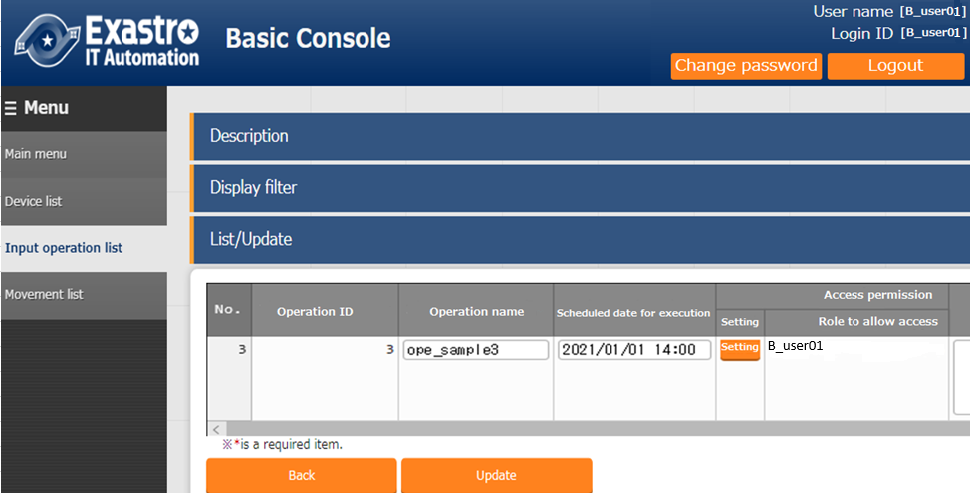 Exastro
IT Automation
Basic Console
User name [B_user01]
Login ID [B_user01]
Change password
Logout
☰ Menu
Main menu
Device list
Input operation list
Movement list
Description
Display filter
List/Update
No.
Operation ID
Operation name
Scheduled date for execution
Access permission
Setting
Role to allow access
3
3
ope_sample3
2021/01/01 14:00
Setting
B_user01
※*is a required item.
Back
Update